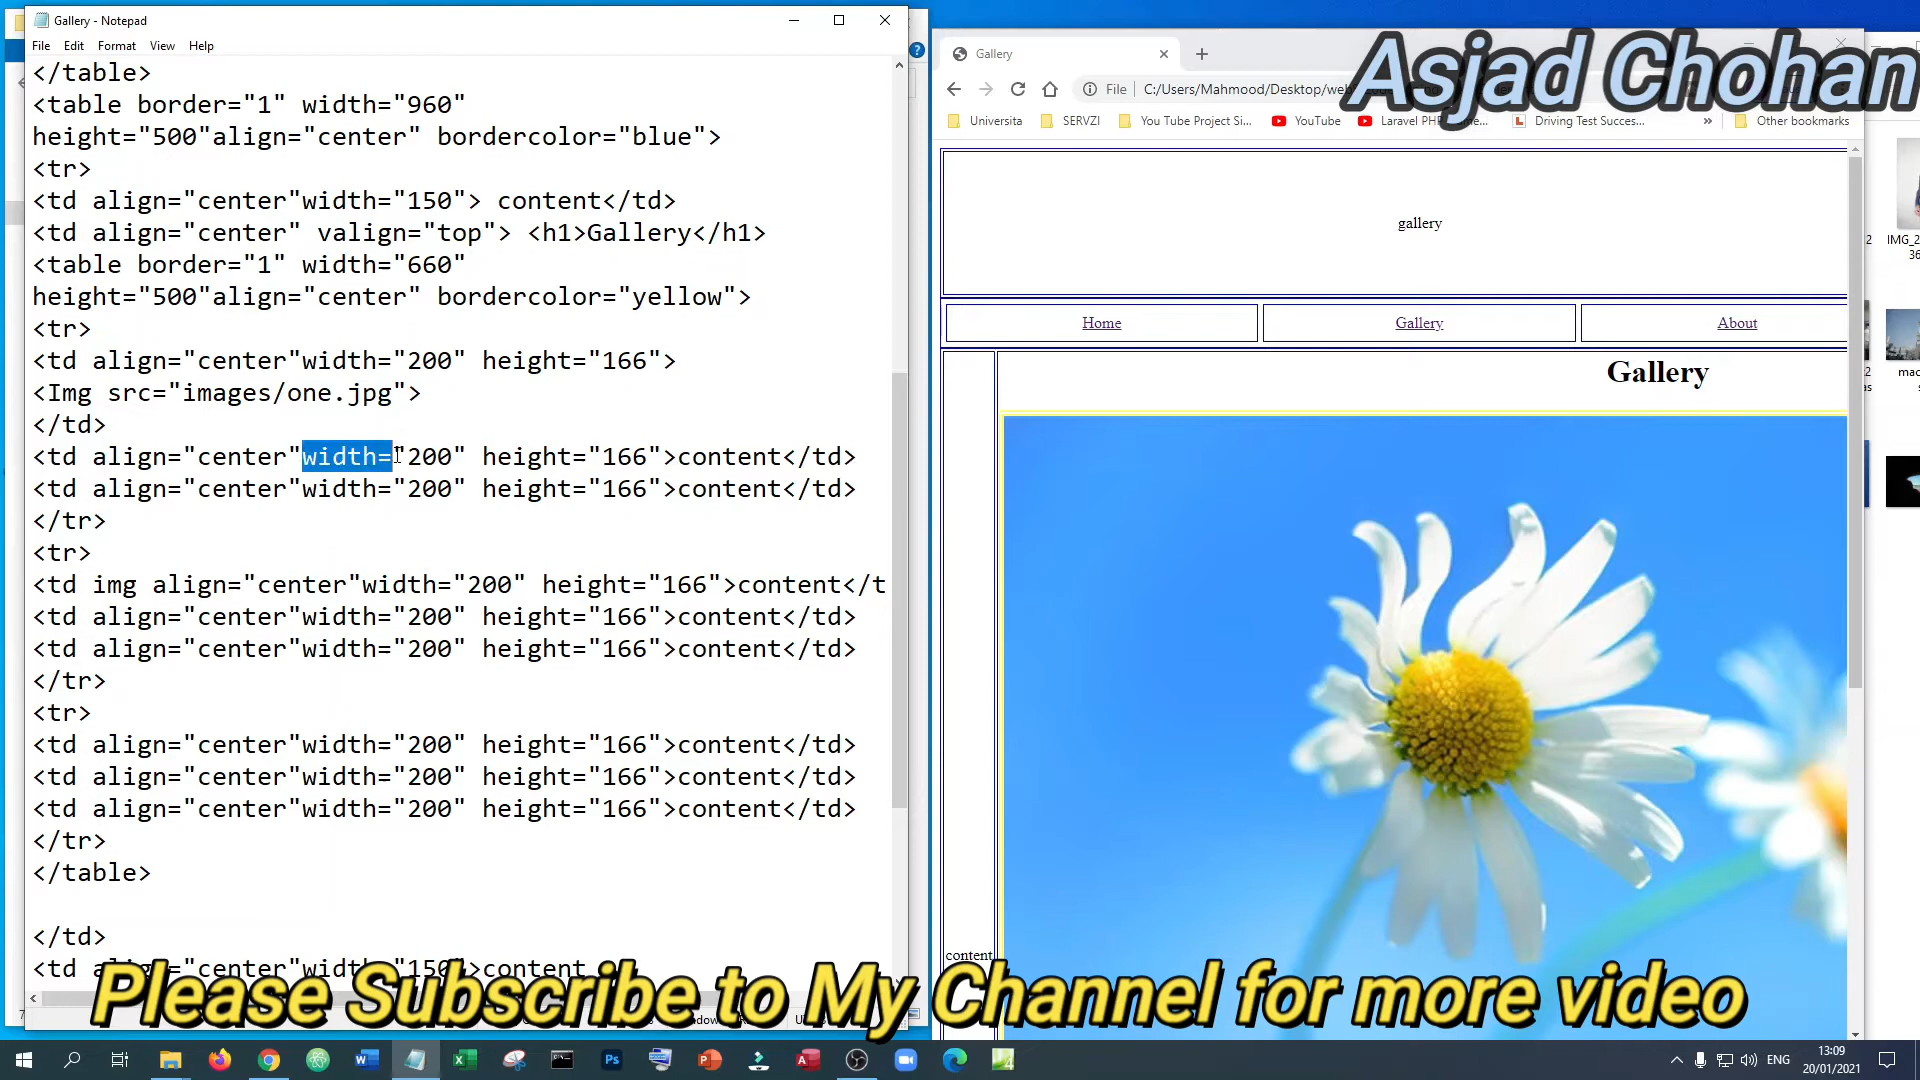 Gallery - Notepad
File Edit Format View Help
</table>
<table border="1" width="960"
height="500"align="center" bordercolor="blue">
<tr>
<td align="center"width="150"> content</td>
<td align="center" valign="top"> <h1>Gallery</h1>
<table border="1" width="660"
height="500"align="center" bordercolor="yellow">
<tr>
<td align="center"width="200" height="166">
<Img src="images/one.jpg">
</td>
<td align="center"width="200" height="166">content</td>
<td align="center"width="200" height="166">content</td>
</tr>
<tr>
<td img align="center"width="200" height="166">content</t
<td align="center"width="200" height="166">content</td>
<td align="center"width="200" height="166">content</td>
</tr>
<tr>
<td align="center"width="200" height="166">content</td>
<td align="center"width="200" height="166">content</td>
<td align="center"width="200" height="166">content</td>
</tr>
</table>
</td>
<td align="center"width="150">content
Gallery
Asjad Chohan
File C:/Users/Mahmood/Desktop/web
Universita SERVZI You Tube Project Si... YouTube Laravel PHP Driving Test Succes... » Other bookmarks
gallery
Home Gallery About
Gallery
content
Please Subscribe to My Channel for more video
ENG 13:09
20/01/2021